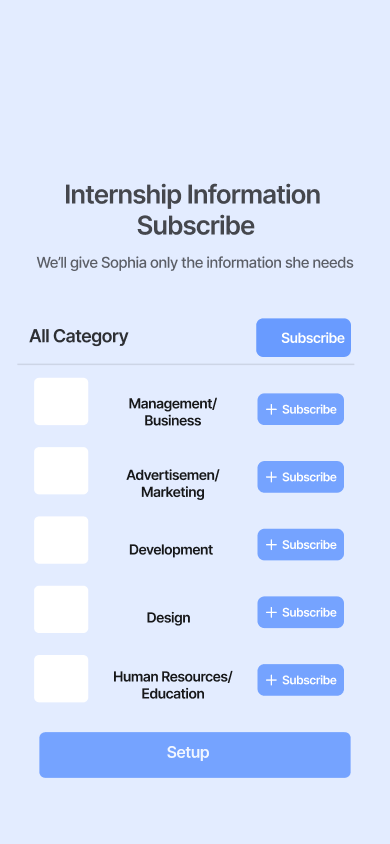 Internship Information
Subscribe
We'll give Sophia only the information she needs
All Category
Subscribe
Management/
Business
+ Subscribe
Advertisemen/
Marketing
+ Subscribe
Development
+ Subscribe
Design
+ Subscribe
Human Resources/
Education
+ Subscribe
Setup